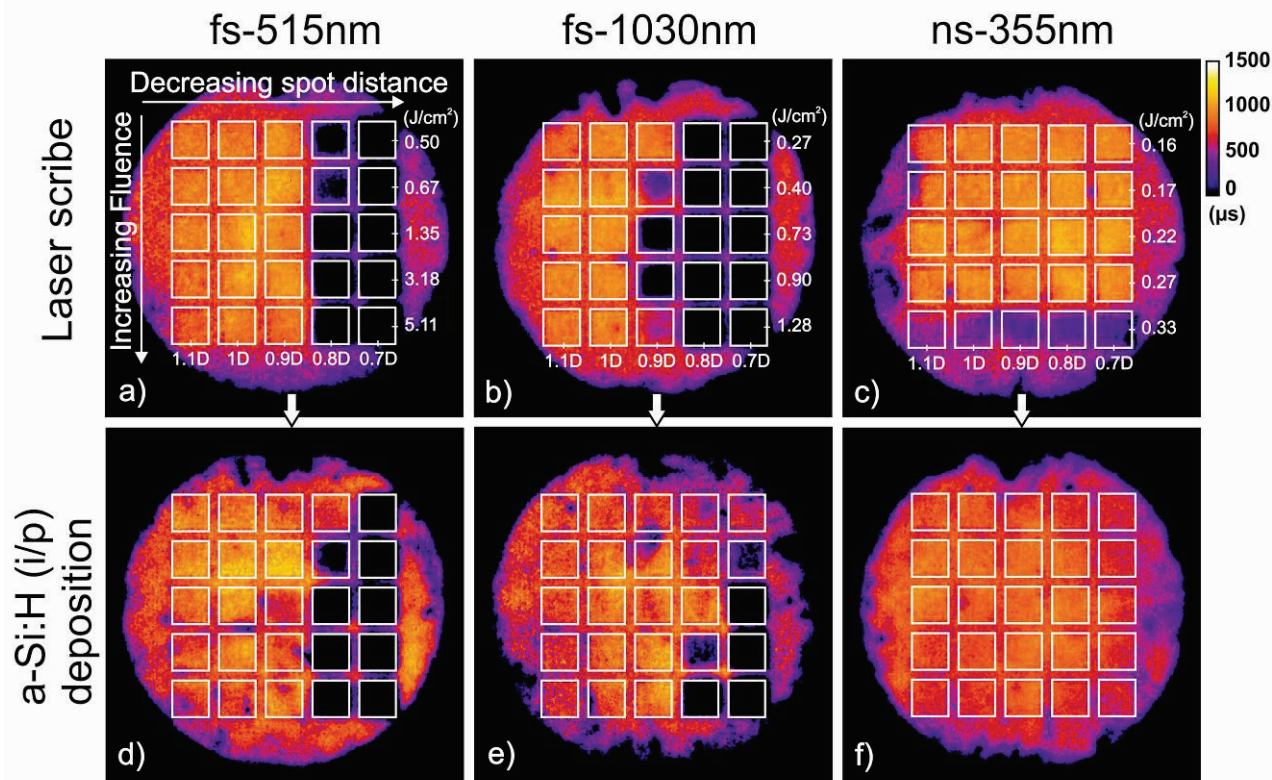 fs-515nm
fs-1030nm
ns-355nm
Laser scribe
Decreasing spot distance
Increasing Fluence
(J/cm²)
0.50
0.67
1.35
3.18
5.11
1.1D 1D 0.9D 0.8D 0.7D
a)
(J/cm²)
0.27
0.40
0.73
0.90
1.28
1.1D 1D 0.9D 0.8D 0.7D
b)
(J/cm²)
0.16
0.17
0.22
0.27
0.33
1.1D 1D 0.9D 0.8D 0.7D
c)
1500
1000
500
0
(µs)
a-Si:H (i/p)
deposition
d)
e)
f)